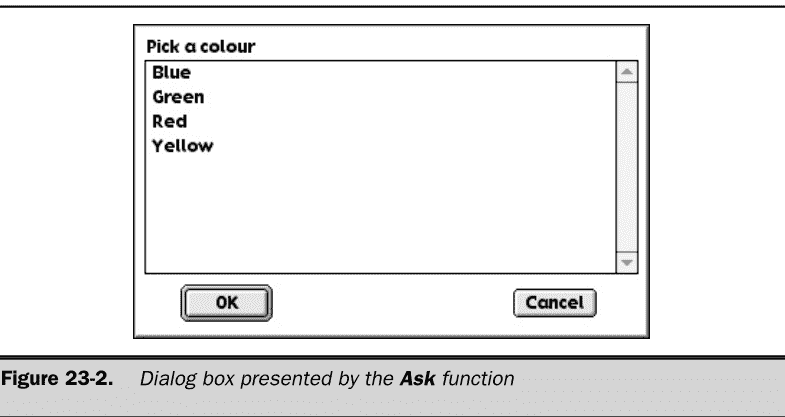 Pick a colour
Blue
Green
Red
Yellow
OK
Cancel
Figure 23-2. Dialog box presented by the Ask function